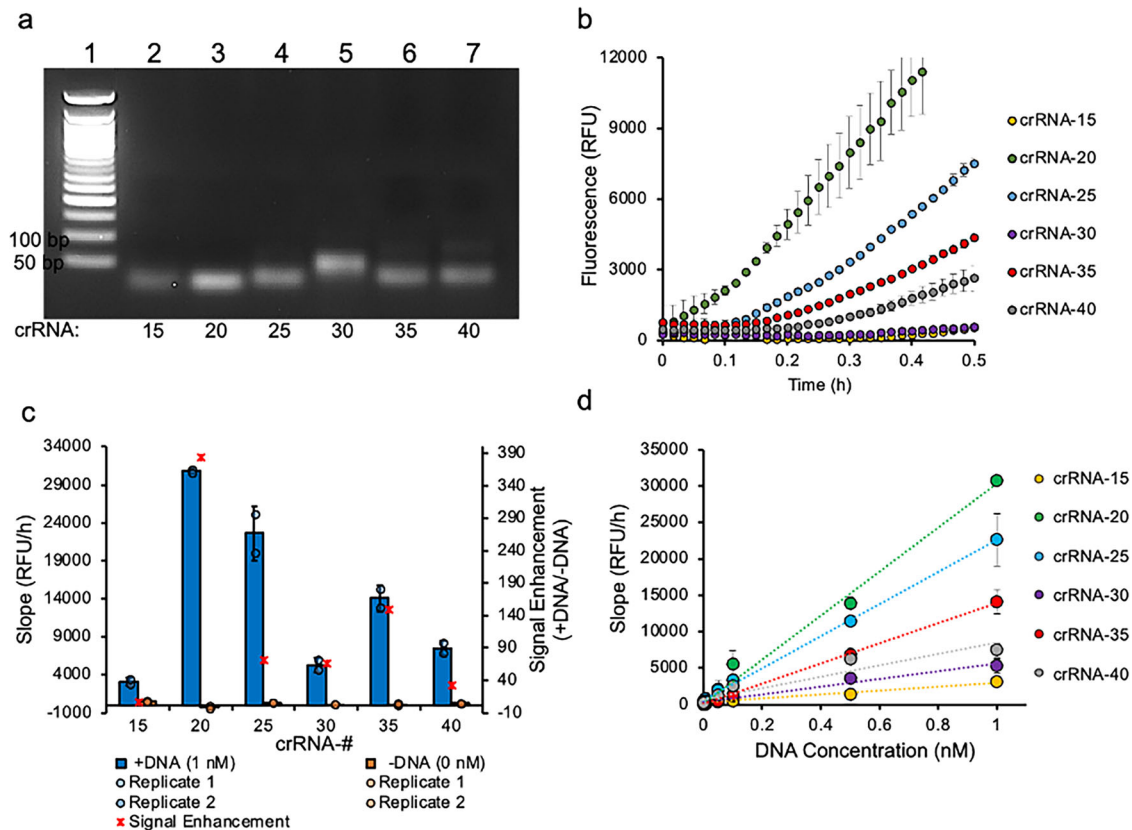 a
1 2 3 4 5 6 7
100 bp
50 bp
crRNA: 15 20 25 30 35 40
b
12000
9000
6000
3000
0
Fluorescence (RFU)
0 0.1 0.2 0.3 0.4 0.5
Time (h)
crRNA-15
crRNA-20
crRNA-25
crRNA-30
crRNA-35
crRNA-40
c
34000
29000
24000
19000
14000
9000
4000
-1000
Slope (RFU/h)
390
340
290
240
190
140
90
40
-10
Signal Enhancement
(+DNA/-DNA)
15 20 25 30 35 40
crRNA-#
+DNA (1 nM) -DNA (0 nM)
Replicate 1 Replicate 1
Replicate 2 Replicate 2
Signal Enhancement
d
35000
30000
25000
20000
15000
10000
5000
0
Slope (RFU/h)
0 0.2 0.4 0.6 0.8 1
DNA Concentration (nM)
crRNA-15
crRNA-20
crRNA-25
crRNA-30
crRNA-35
crRNA-40